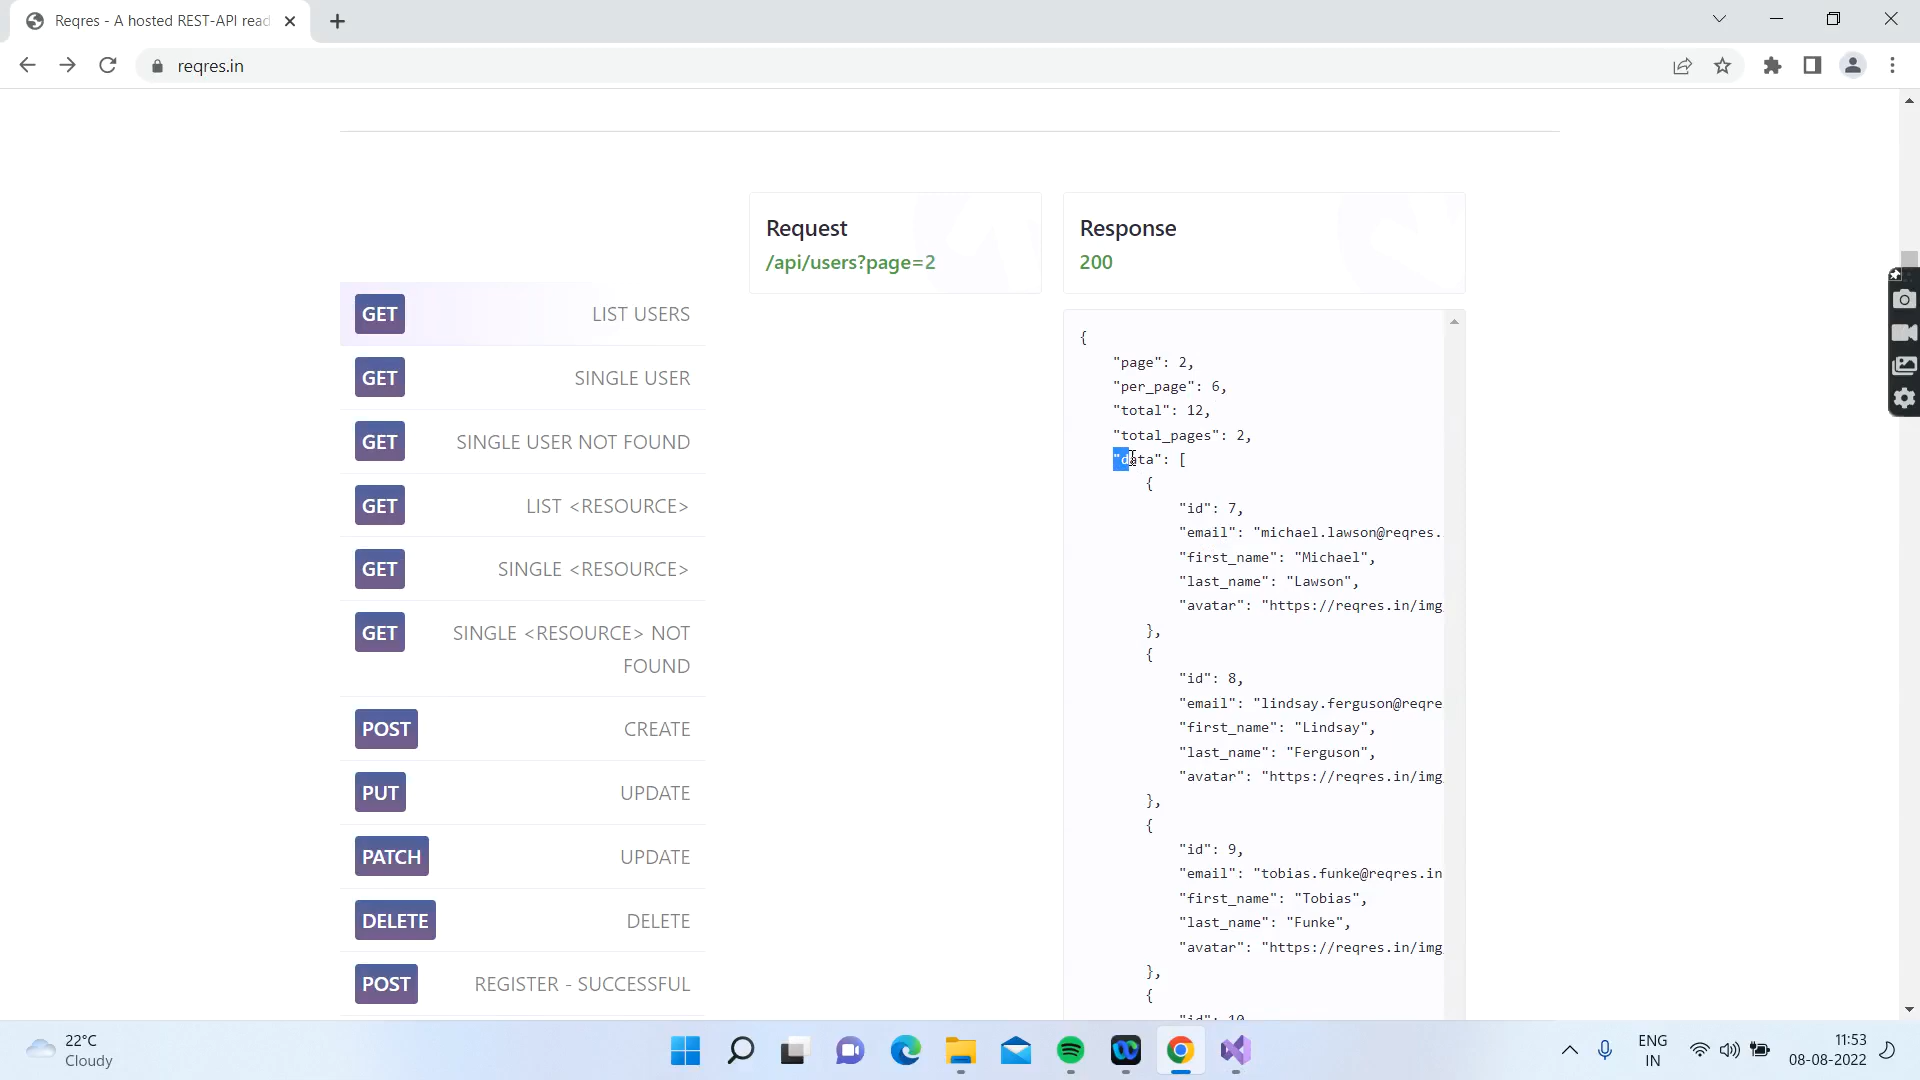 Reqres - A hosted REST-API read
reqres.in
Request
/api/users?page=2
Response
200
GET LIST USERS
GET SINGLE USER
GET SINGLE USER NOT FOUND
GET LIST <RESOURCE>
GET SINGLE <RESOURCE>
GET SINGLE <RESOURCE> NOT
FOUND
POST CREATE
PUT UPDATE
PATCH UPDATE
DELETE DELETE
POST REGISTER - SUCCESSFUL
{
"page": 2,
"per_page": 6,
"total": 12,
"total_pages": 2,
"data": [
{
"id": 7,
"email": "michael.lawson@reqres.
"first_name": "Michael",
"last_name": "Lawson",
"avatar": "https://reqres.in/img
},
{
"id": 8,
"email": "lindsay.ferguson@reqre
"first_name": "Lindsay",
"last_name": "Ferguson",
"avatar": "https://reqres.in/img
},
{
"id": 9,
"email": "tobias.funke@reqres.in
"first_name": "Tobias",
"last_name": "Funke",
"avatar": "https://reqres.in/img
},
{
"id": 10
22°C
Cloudy
ENG
IN
11:53
08-08-2022